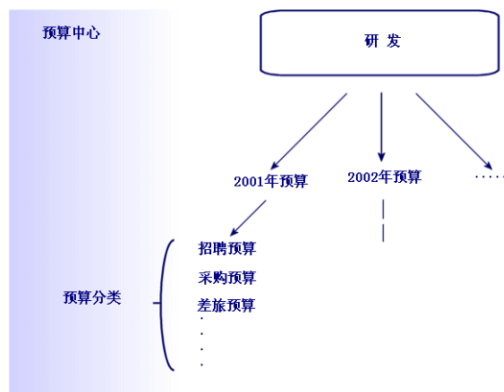 预算中心
研 发
2001年预算
2002年预算
·····
招聘预算
采购预算
预算分类
差旅预算